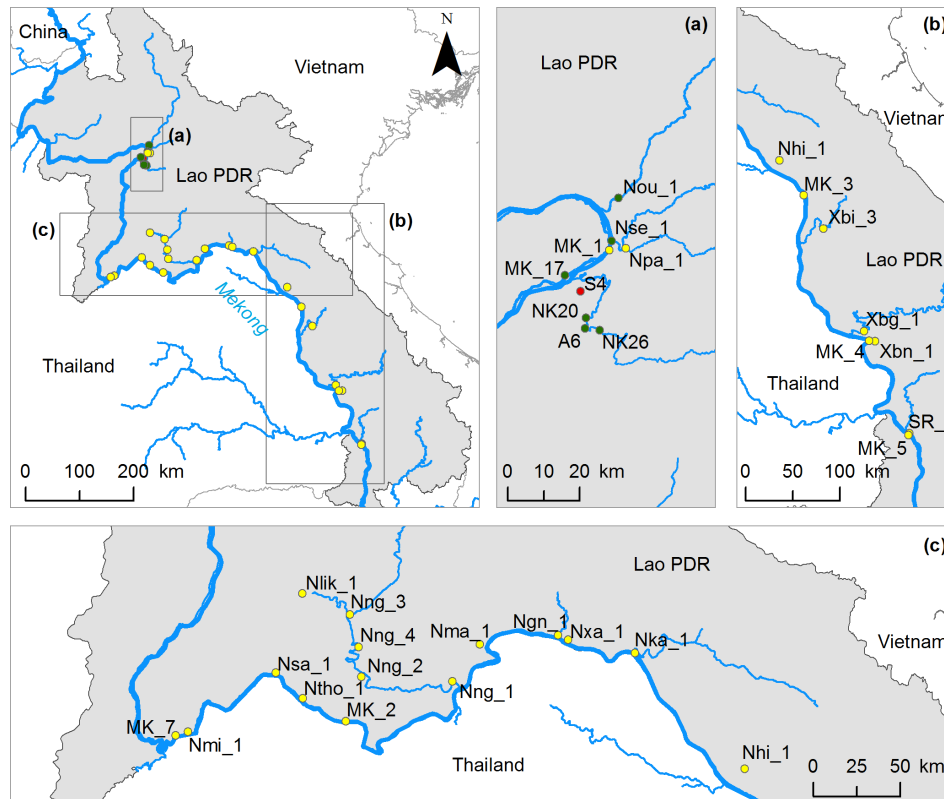 China
N
Vietnam
(a)
Lao PDR
(c)
(b)
Mekong
Thailand
0 100 200 km
(a)
Lao PDR
Nou_1
Nse_1
MK_1
Npa_1
MK_17
S4
NK20
A6
NK26
0 10 20 km
(b)
Vietnam
Nhi_1
MK_3
Xbi_3
Lao PDR
Xbg_1
MK_4
Xbn_1
Thailand
SR_
MK_5
0 50 100 km
(c)
Lao PDR
Nlik_1
Nng_3
Ngn_1
Nxa_1
Nng_4
Nma_1
Nka_1
Vietnam
Nsa_1
Nng_2
Ntho_1
Nng_1
MK_2
MK_7
Nmi_1
Nhi_1
Thailand
0 25 50 km